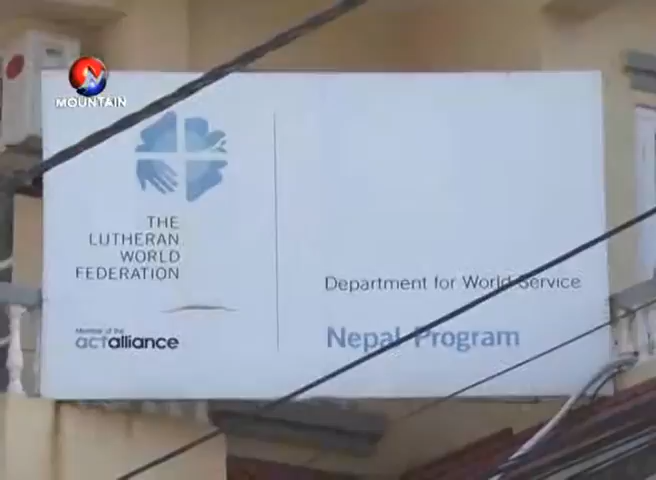 MOUNTAIN
THE
LUTHERAN
WORLD
FEDERATION
Member of the
actalliance
Department for World Service
Nepal Program